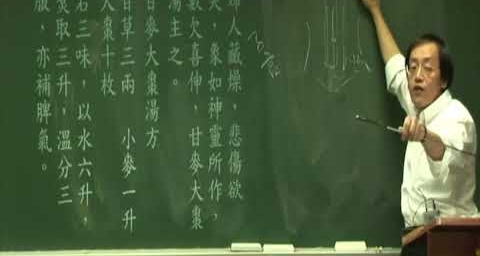 婦人藏燥，悲傷欲
哭，象如神靈所作，
數欠喜伸，甘麥大棗
湯主之。
甘麥大棗湯方
甘草三兩　小麥一升
大棗十枚
右三味，以水六升，
煑取三升，溫分三
服，亦補脾氣。